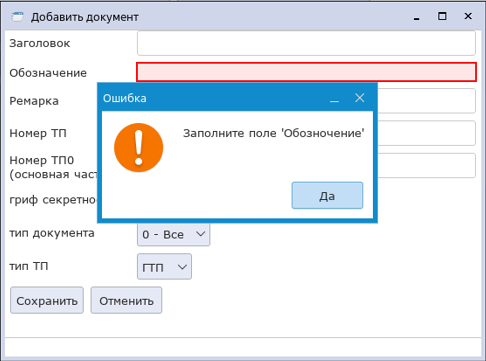 Добавить документ
Заголовок
Обозначение
Ремарка
Номер ТП
Номер ТП0
(основная част
гриф секретно
тип документа
0 - Все
тип ТП
ГТП
Сохранить
Отменить
Ошибка
Заполните поле 'Обозночение'
Да